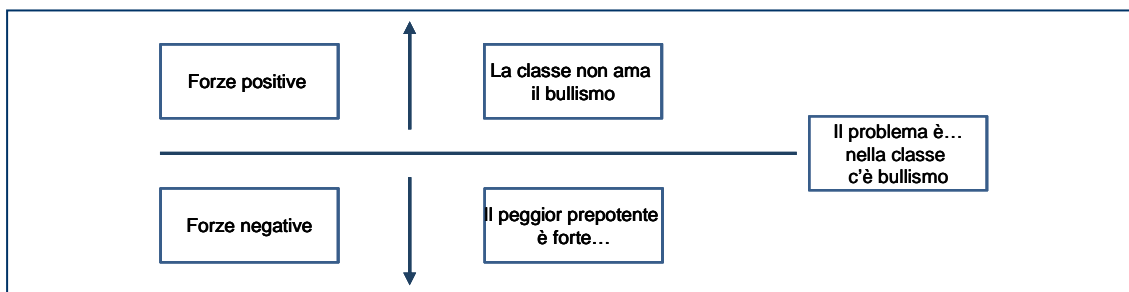 Forze positive
La classe non ama
il bullismo
Il problema è…
nella classe
c'è bullismo
Forze negative
Il peggior prepotente
è forte…